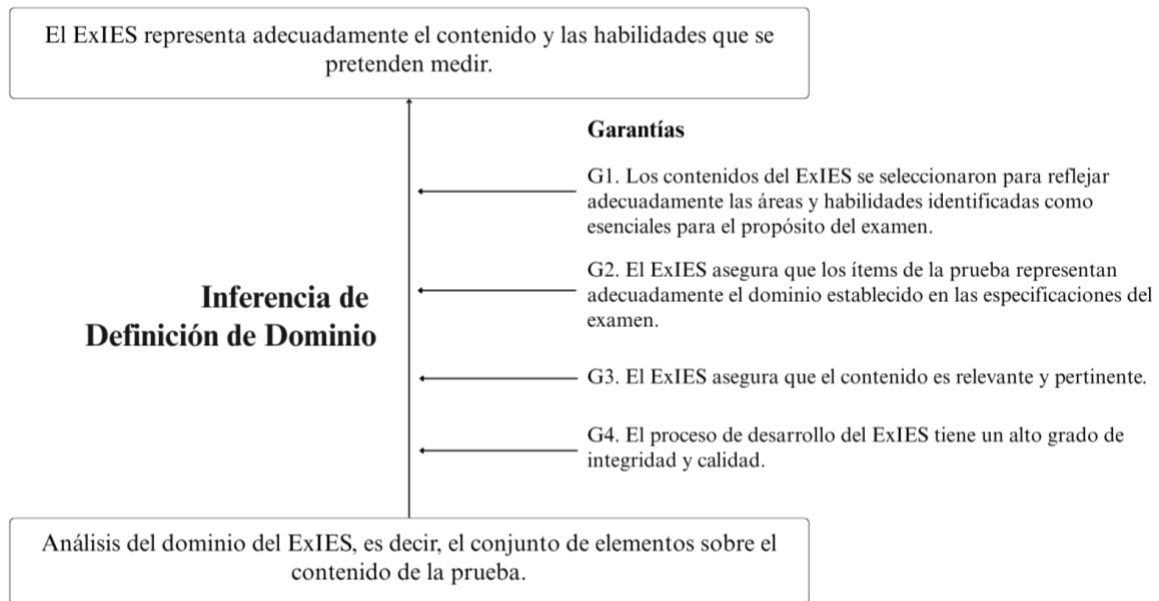 El ExIES representa adecuadamente el contenido y las habilidades que se
pretenden medir.
Garantías
G1. Los contenidos del ExIES se seleccionaron para reflejar
adecuadamente las áreas y habilidades identificadas como
esenciales para el propósito del examen.
G2. El ExIES asegura que los ítems de la prueba representan
adecuadamente el dominio establecido en las especificaciones del
examen.
Inferencia de
Definición de Dominio
G3. El ExIES asegura que el contenido es relevante y pertinente.
G4. El proceso de desarrollo del ExIES tiene un alto grado de
integridad y calidad.
Análisis del dominio del ExIES, es decir, el conjunto de elementos sobre el
contenido de la prueba.